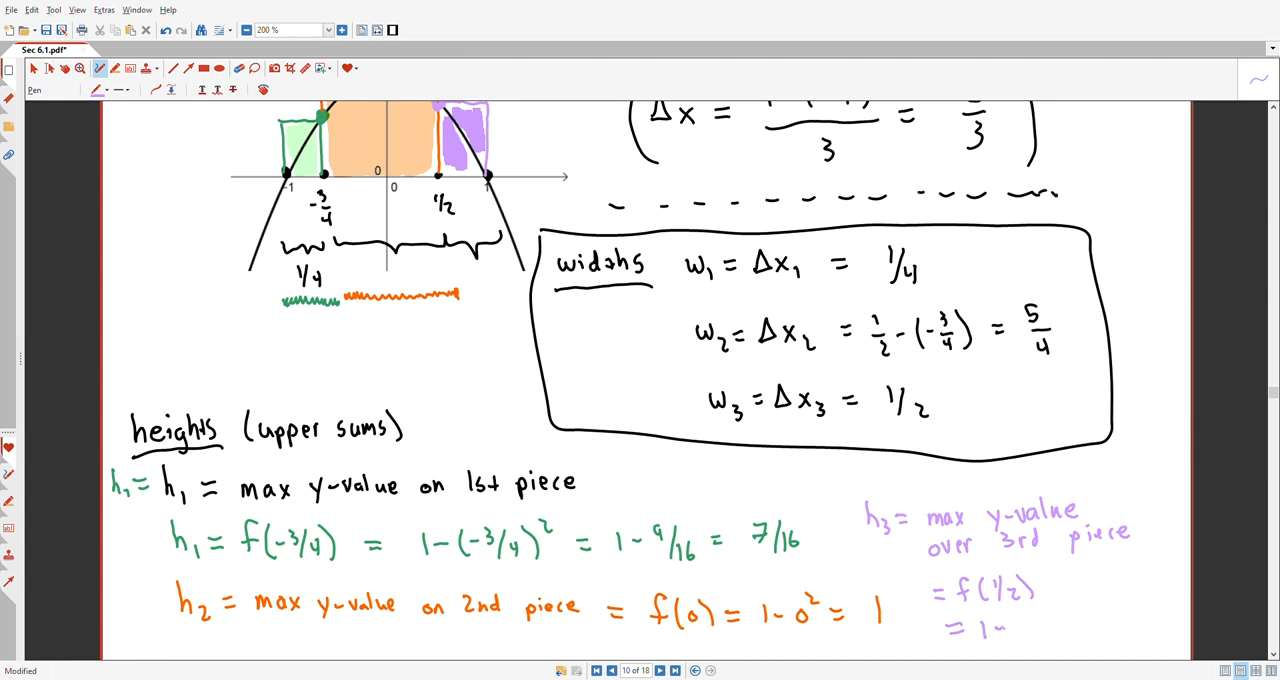 File Edit Tool View Extras Window Help
200 %
Sec 6.1.pdf*
Pen
0
-1 0 1
-3/4 1/2
1/4
Δx = = /3
3
widths w₁ = Δx₁ = 1/4
w₂ = Δx₂ = 1/2 - (-3/4) = 5/4
w₃ = Δx₃ = 1/2
heights (upper sums)
h₁ = h₁ = max y-value on 1st piece
h₁ = f(-3/4) = 1-(-3/4)² = 1 - 9/16 = 7/16
h₂ = max y-value on 2nd piece = f(0) = 1-0² = 1
h₃ = max y-value
over 3rd piece
= f(1/2)
= 1-
Modified
10 of 18